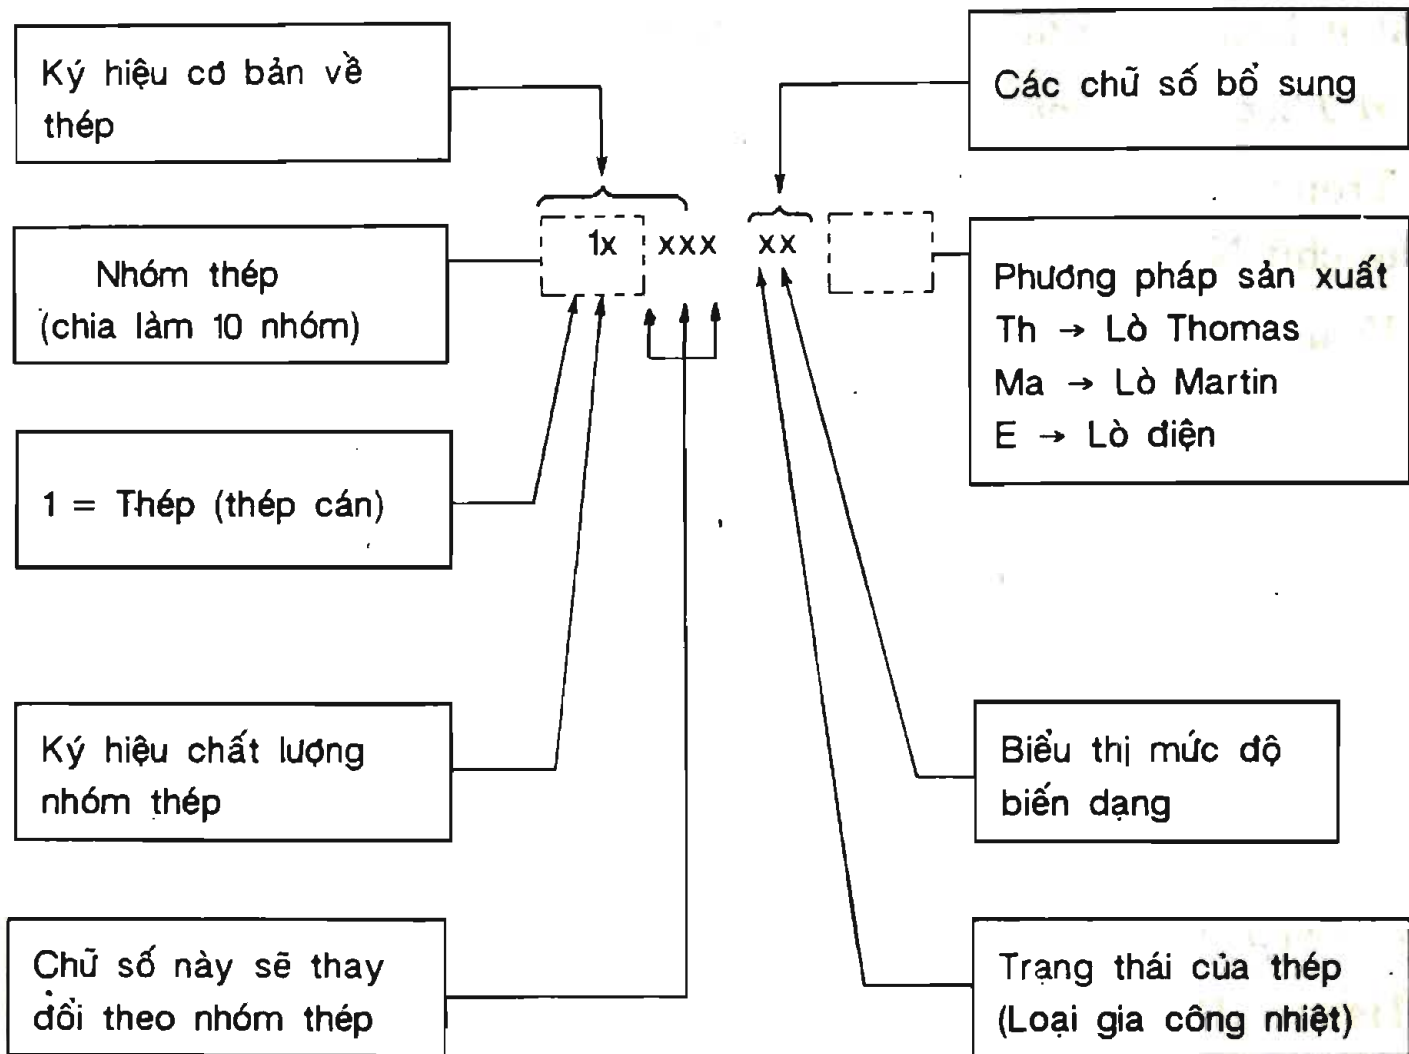 Ký hiệu cơ bản về
thép
Các chữ số bổ sung
1x xxx xx
Nhóm thép
(chia làm 10 nhóm)
Phương pháp sản xuất
Th → Lò Thomas
Ma → Lò Martin
E → Lò điện
1 = Thép (thép cán)
Ký hiệu chất lượng
nhóm thép
Biểu thị mức độ
biến dạng
Chữ số này sẽ thay
đổi theo nhóm thép
Trạng thái của thép
(Loại gia công nhiệt)